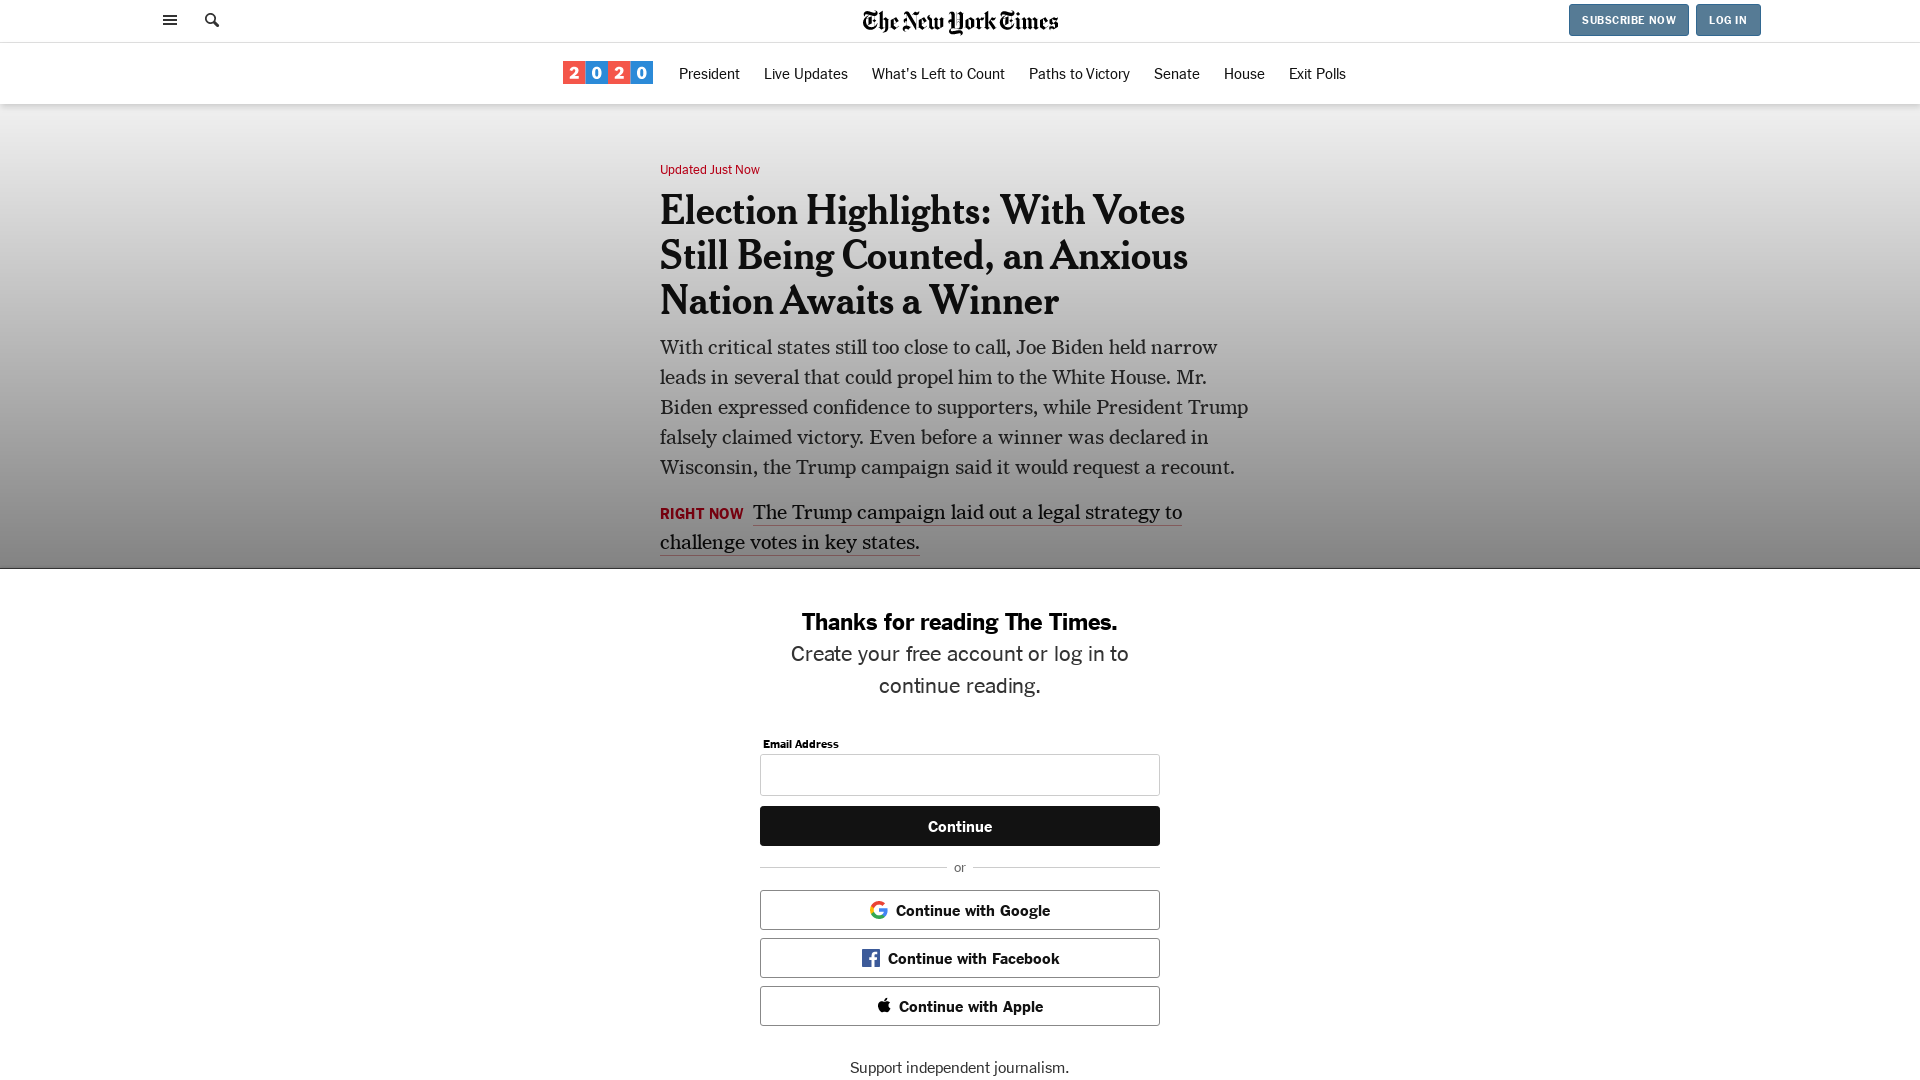 The New York Times
SUBSCRIBE NOW
LOG IN
2020
President
Live Updates
What's Left to Count
Paths to Victory
Senate
House
Exit Polls
Updated Just Now
Election Highlights: With Votes
Still Being Counted, an Anxious
Nation Awaits a Winner
With critical states still too close to call, Joe Biden held narrow
leads in several that could propel him to the White House. Mr.
Biden expressed confidence to supporters, while President Trump
falsely claimed victory. Even before a winner was declared in
Wisconsin, the Trump campaign said it would request a recount.
RIGHT NOW The Trump campaign laid out a legal strategy to
challenge votes in key states.
Thanks for reading The Times.
Create your free account or log in to
continue reading.
Email Address
Continue
or
Continue with Google
Continue with Facebook
Continue with Apple
Support independent journalism.